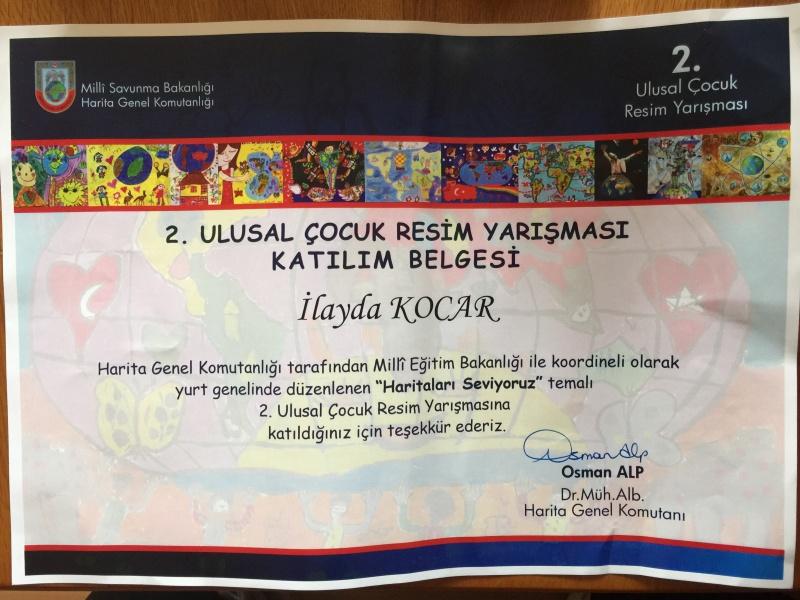 Millî Savunma Bakanlığı
Harita Genel Komutanlığı
2.
Ulusal Çocuk
Resim Yarışması
2. ULUSAL ÇOCUK RESİM YARIŞMASI
KATILIM BELGESİ
İlayda KOCAR
Harita Genel Komutanlığı tarafından Millî Eğitim Bakanlığı ile koordineli olarak
yurt genelinde düzenlenen “Haritaları Seviyoruz” temalı
2. Ulusal Çocuk Resim Yarışmasına
katıldığınız için teşekkür ederiz.
Osman Alp
Osman ALP
Dr.Müh.Alb.
Harita Genel Komutanı